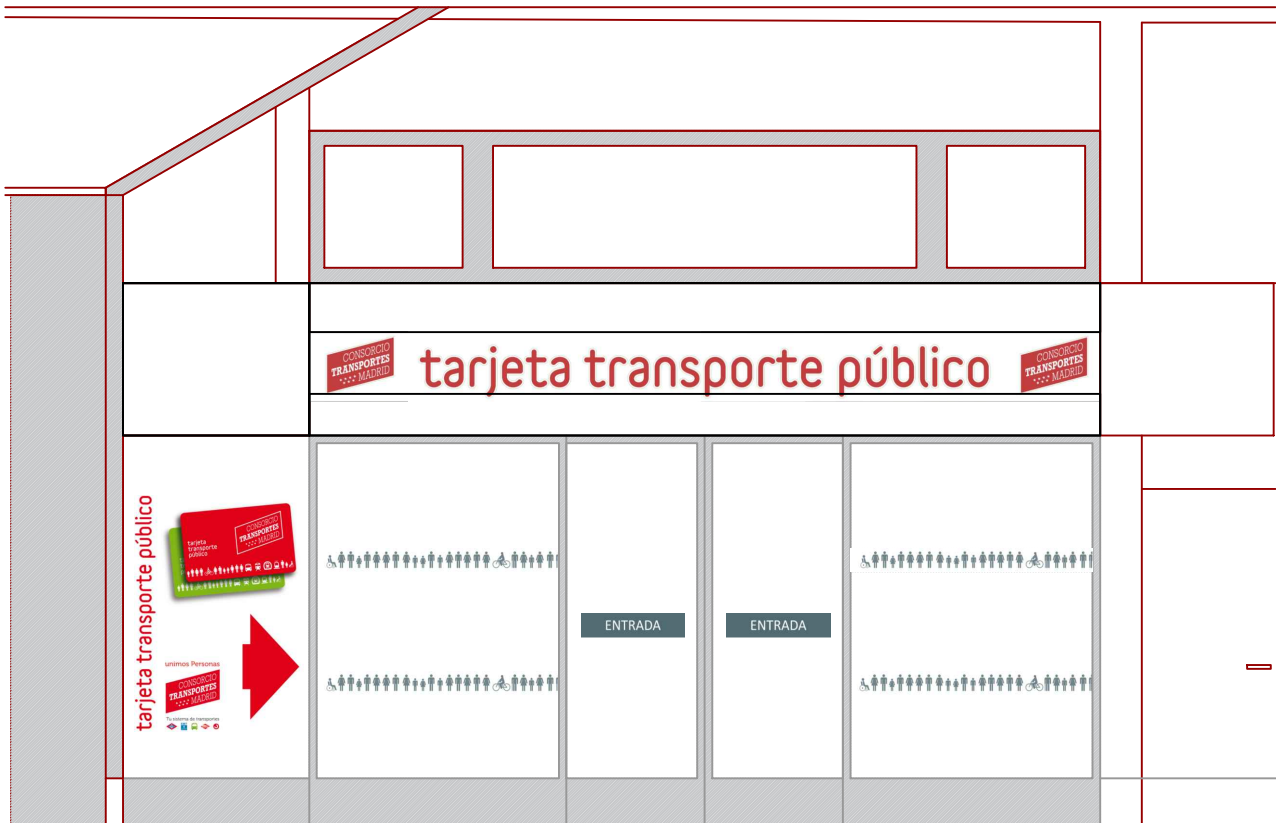 CONSORCIO
TRANSPORTES
MADRID
tarjeta transporte público
CONSORCIO
TRANSPORTES
MADRID
tarjeta transporte público
tarjeta
transporte
público
CONSORCIO
TRANSPORTES
MADRID
unimos Personas
CONSORCIO
TRANSPORTES
MADRID
Tu sistema de transportes
ENTRADA
ENTRADA